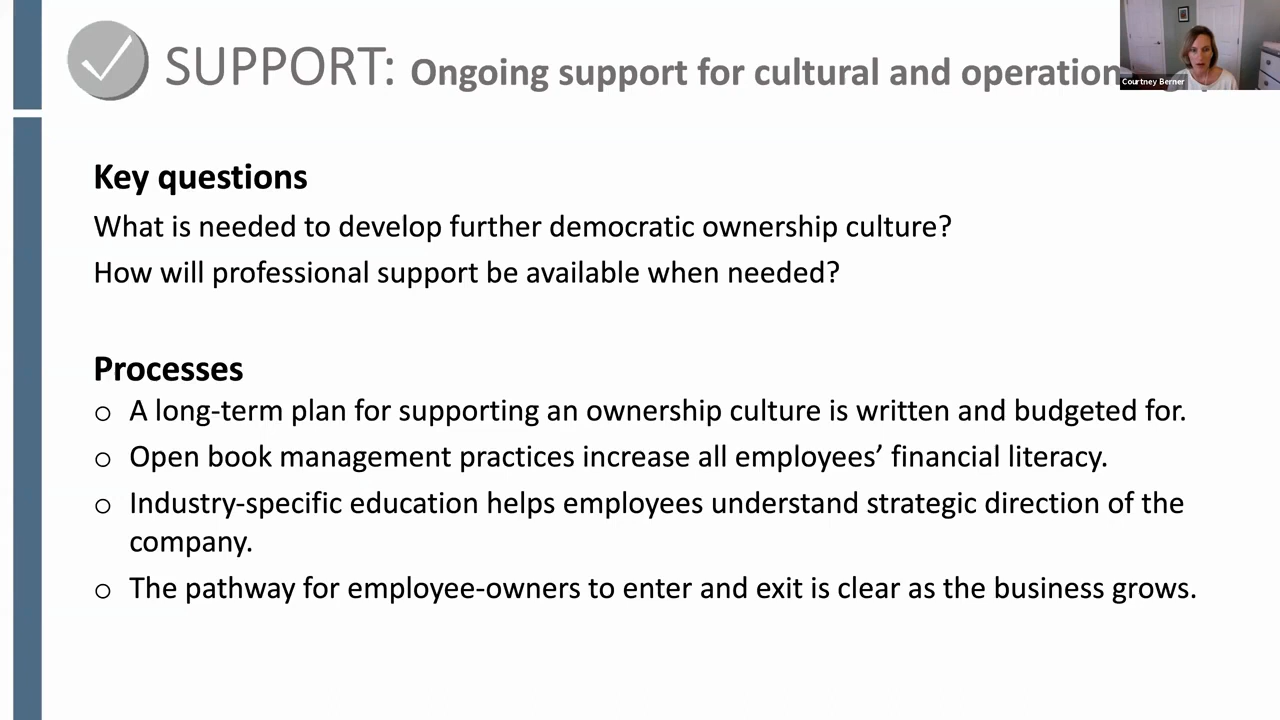 SUPPORT: Ongoing support for cultural and operation
Courtney Berner
Key questions
What is needed to develop further democratic ownership culture?
How will professional support be available when needed?
Processes
o A long-term plan for supporting an ownership culture is written and budgeted for.
o Open book management practices increase all employees’ financial literacy.
o Industry-specific education helps employees understand strategic direction of the
company.
o The pathway for employee-owners to enter and exit is clear as the business grows.